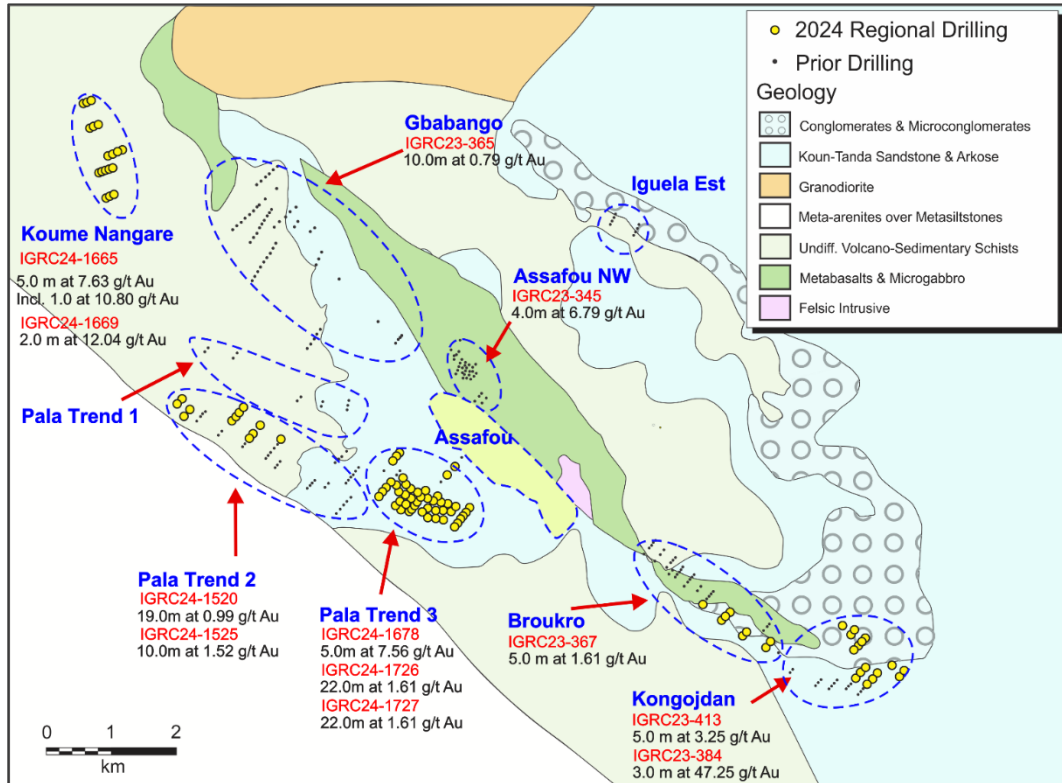 2024 Regional Drilling
Prior Drilling
Geology
Conglomerates & Microconglomerates
Koun-Tanda Sandstone & Arkose
Granodiorite
Meta-arenites over Metasiltstones
Undiff. Volcano-Sedimentary Schists
Metabasalts & Microgabbro
Felsic Intrusive
Gbabango
IGRC23-365
10.0m at 0.79 g/t Au
Iguela Est
Koume Nangare
IGRC24-1665
5.0 m at 7.63 g/t Au
Incl. 1.0 at 10.80 g/t Au
IGRC24-1669
2.0 m at 12.04 g/t Au
Assafou NW
IGRC23-345
4.0m at 6.79 g/t Au
Pala Trend 1
Assafou
Pala Trend 2
IGRC24-1520
19.0m at 0.99 g/t Au
IGRC24-1525
10.0m at 1.52 g/t Au
Pala Trend 3
IGRC24-1678
5.0m at 7.56 g/t Au
IGRC24-1726
22.0m at 1.61 g/t Au
IGRC24-1727
22.0m at 1.61 g/t Au
Broukro
IGRC23-367
5.0 m at 1.61 g/t Au
Kongojdan
IGRC23-413
5.0 m at 3.25 g/t Au
IGRC23-384
3.0 m at 47.25 g/t Au
0 1 2
km